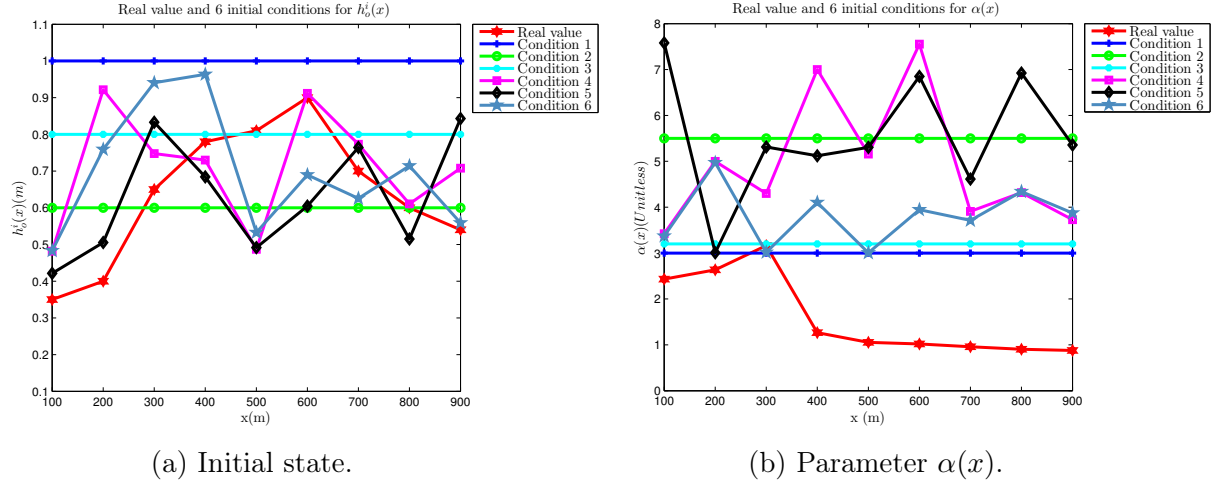 Real value and 6 initial conditions for $h_o^i(x)$
1.1
1
0.9
0.8
0.7
0.6
0.5
0.4
0.3
0.2
0.1
$h_o^i(x)(m)$
100 200 300 400 500 600 700 800 900
x(m)
Real value
Condition 1
Condition 2
Condition 3
Condition 4
Condition 5
Condition 6
(a) Initial state.
Real value and 6 initial conditions for $\alpha(x)$
8
7
6
5
4
3
2
1
0
$\alpha(x)(Unitless)$
100 200 300 400 500 600 700 800 900
x (m)
Real value
Condition 1
Condition 2
Condition 3
Condition 4
Condition 5
Condition 6
(b) Parameter $\alpha(x)$.